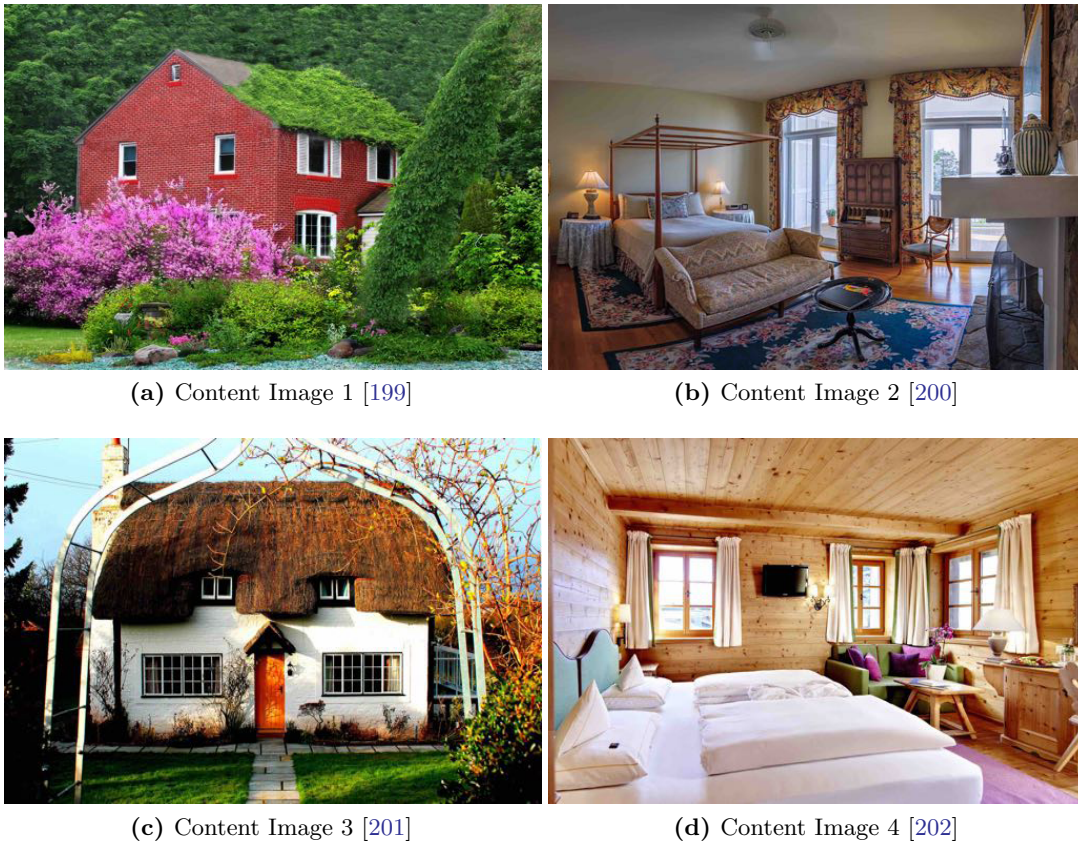 (a) Content Image 1 [199]
(b) Content Image 2 [200]
(c) Content Image 3 [201]
(d) Content Image 4 [202]